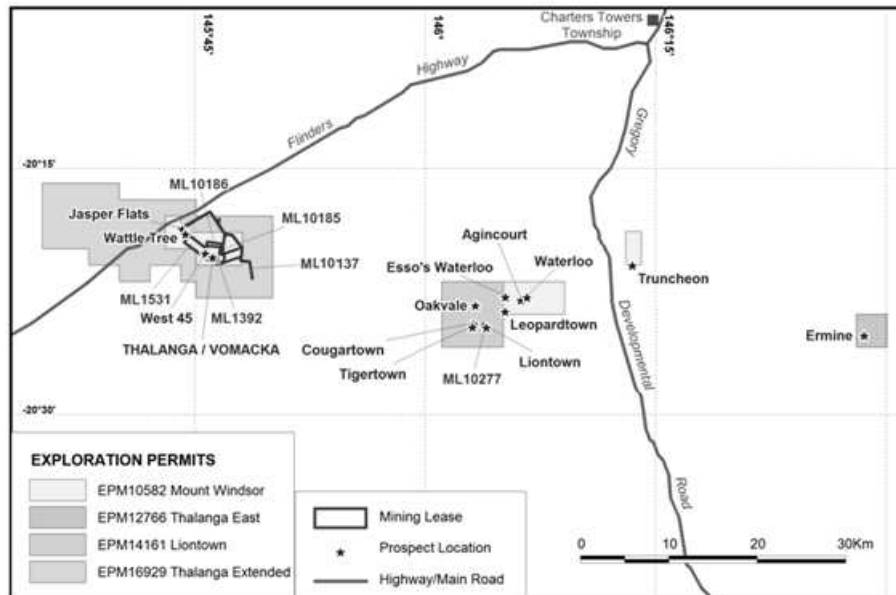 145°45'
146°
146°15'
Charters Towers
Township
Highway
Flinders
Gregory
-20°15'
ML10186
Jasper Flats
ML10185
Wattle Tree
Agincourt
Esso's Waterloo
Waterloo
ML10137
Truncheon
ML1531
Oakvale
West 45
ML1392
Leopardtown
Developmental
THALANGA / VOMACKA
Cougartown
Ermine
Tigertown
Liontown
ML10277
-20°30'
Road
EXPLORATION PERMITS
EPM10582 Mount Windsor
EPM12766 Thalanga East
EPM14161 Liontown
EPM16929 Thalanga Extended
Mining Lease
Prospect Location
Highway/Main Road
0 10 20 30Km